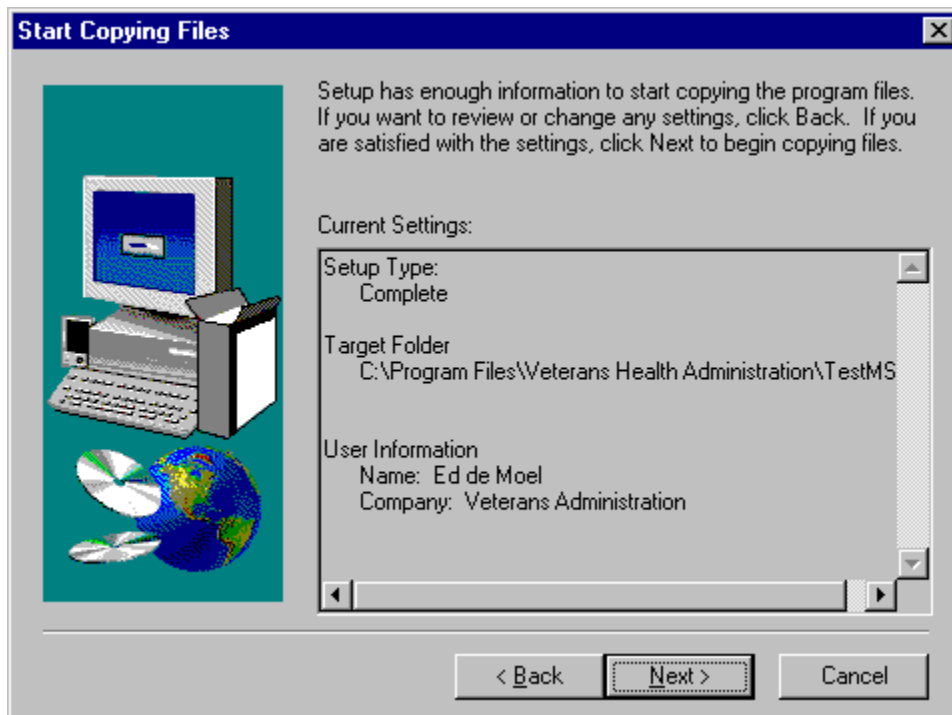 Start Copying Files
Setup has enough information to start copying the program files.
If you want to review or change any settings, click Back.  If you
are satisfied with the settings, click Next to begin copying files.
Current Settings:
Setup Type:
Complete
Target Folder
C:\Program Files\Veterans Health Administration\TestMS
User Information
Name:  Ed de Moel
Company:  Veterans Administration
< Back
Next >
Cancel